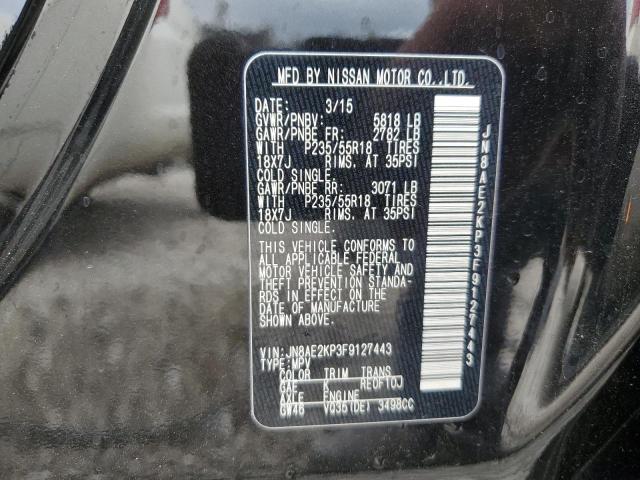 MFD BY NISSAN MOTOR CO.,LTD.
DATE: 3/15
GVWR/PNBV: 5818 LB
GAWR/PNBE FR: 2782 LB
WITH P235/55R18 TIRES
18X7J RIMS, AT 35PSI
COLD SINGLE.
GAWR/PNBE RR: 3071 LB
WITH P235/55R18 TIRES
18X7J RIMS, AT 35PSI
COLD SINGLE.
THIS VEHICLE CONFORMS TO
ALL APPLICABLE FEDERAL
MOTOR VEHICLE SAFETY AND
THEFT PREVENTION STANDA-
RDS IN EFFECT ON THE
DATE OF MANUFACTURE
SHOWN ABOVE.
VIN: JN8AE2KP3F9127443
TYPE: MPV
COLOR TRIM TRANS
GAE K RE0F10J
AXLE ENGINE
GW46 VQ35(DE) 3498CC
JN8AE2KP3F9127443